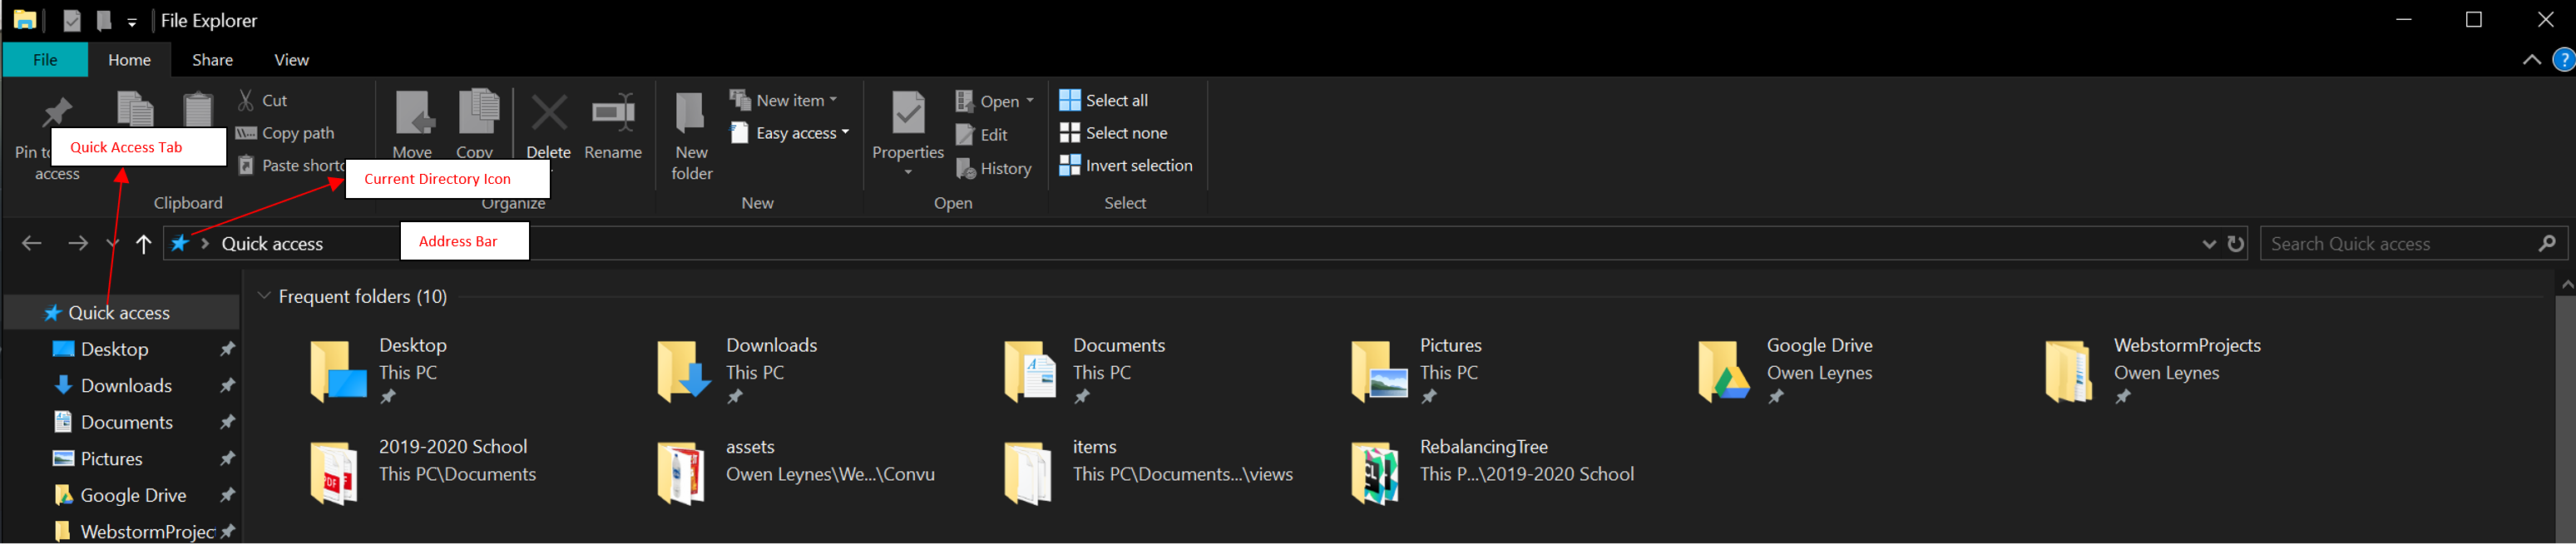 File Explorer
File Home Share View
Pin to
access
Quick Access Tab
Cut
Copy path
Paste shortc
Clipboard
Move
Copy
Delete
Rename
Current Directory Icon
Organize
New
folder
New item
Easy access
New
Properties
Open
Edit
History
Open
Select all
Select none
Invert selection
Select
Quick access
Address Bar
Search Quick access
Quick access
Desktop
Downloads
Documents
Pictures
Google Drive
WebstormProject
Frequent folders (10)
Desktop
This PC
Downloads
This PC
Documents
This PC
Pictures
This PC
Google Drive
Owen Leynes
WebstormProjects
Owen Leynes
2019-2020 School
This PC\Documents
assets
Owen Leynes\We...\Convu
items
This PC\Documents...\views
RebalancingTree
This P...\2019-2020 School